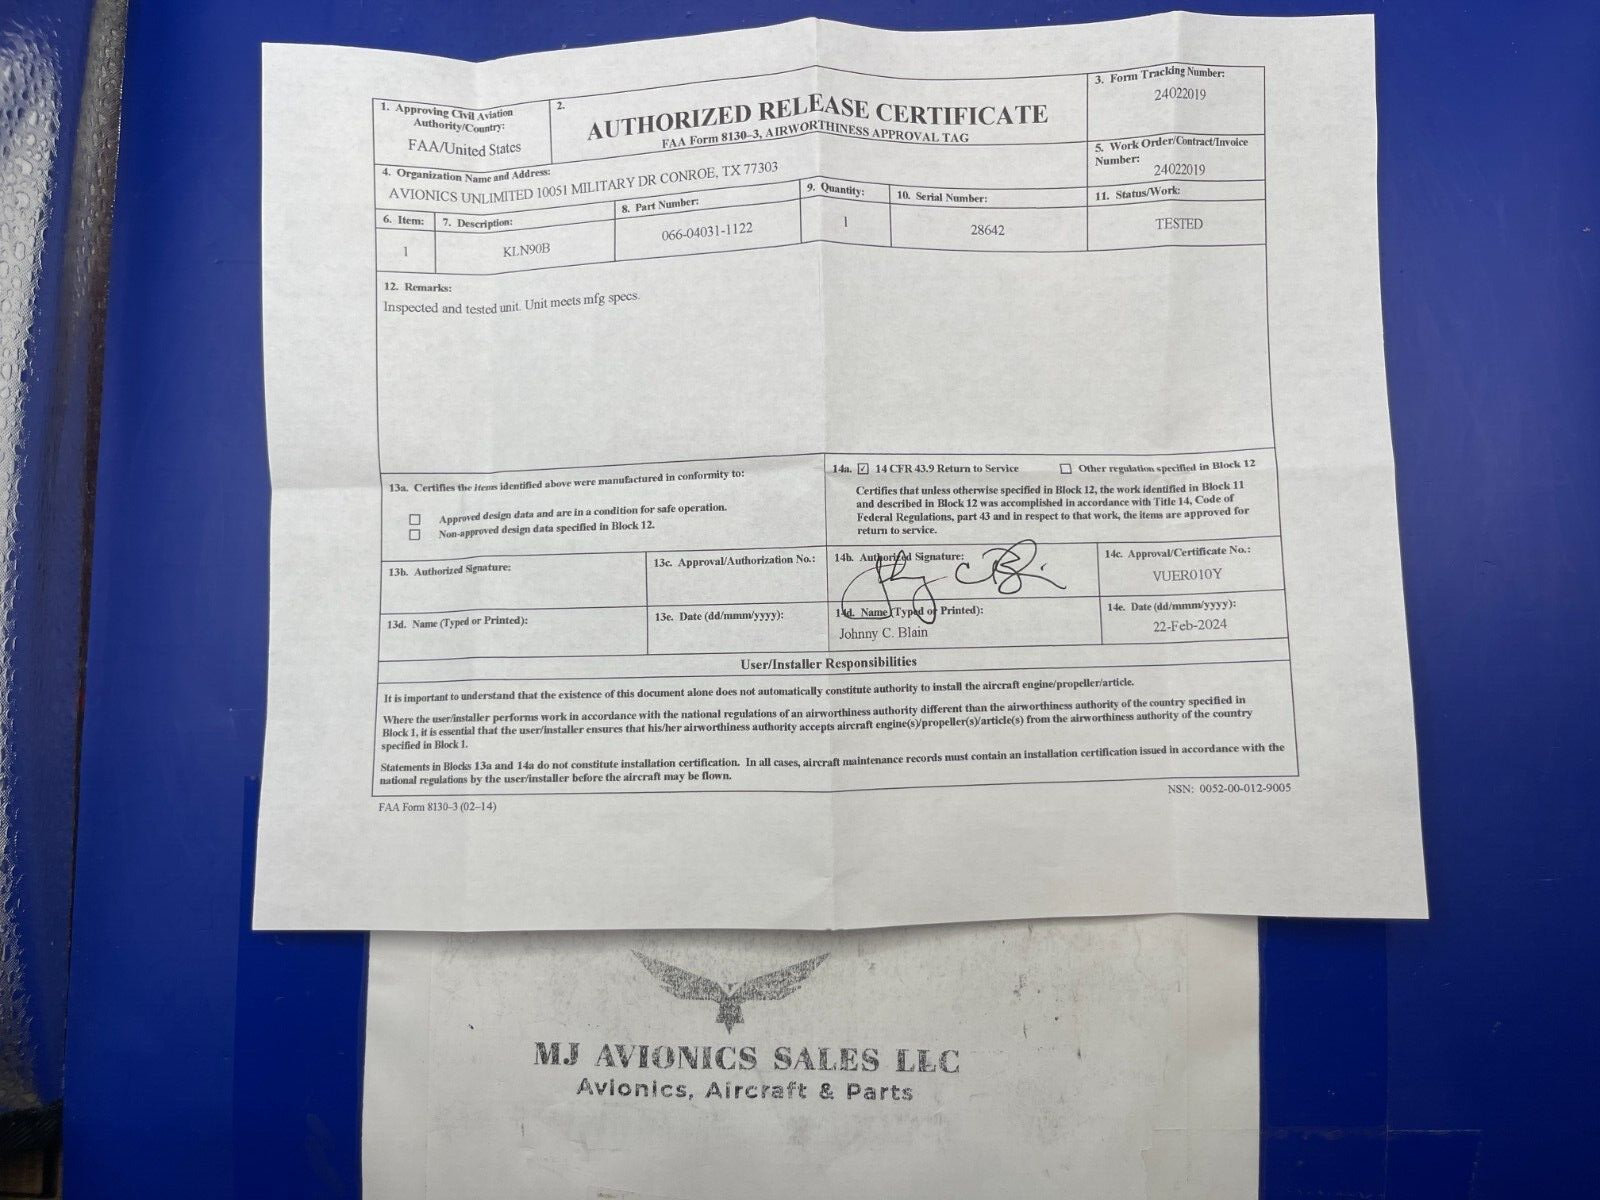 1. Approving Civil Aviation
Authority/Country:
FAA/United States
2.
AUTHORIZED RELEASE CERTIFICATE
FAA Form 8130-3, AIRWORTHINESS APPROVAL TAG
3. Form Tracking Number:
24022019
4. Organization Name and Address:
AVIONICS UNLIMITED 10051 MILITARY DR CONROE, TX 77303
5. Work Order/Contract/Invoice
Number:
24022019
6. Item:
1
7. Description:
KLN90B
8. Part Number:
066-04031-1122
9. Quantity:
1
10. Serial Number:
28642
11. Status/Work:
TESTED
12. Remarks:
Inspected and tested unit. Unit meets mfg specs.
13a. Certifies the items identified above were manufactured in conformity to:
Approved design data and are in a condition for safe operation.
Non-approved design data specified in Block 12.
14a. ☑ 14 CFR 43.9 Return to Service ☐ Other regulation specified in Block 12
Certifies that unless otherwise specified in Block 12, the work identified in Block 11
and described in Block 12 was accomplished in accordance with Title 14, Code of
Federal Regulations, part 43 and in respect to that work, the items are approved for
return to service.
13b. Authorized Signature:
13c. Approval/Authorization No.:
14b. Authorized Signature:
14c. Approval/Certificate No.:
VUER010Y
13d. Name (Typed or Printed):
13e. Date (dd/mmm/yyyy):
14d. Name (Typed or Printed):
Johnny C. Blain
14e. Date (dd/mmm/yyyy):
22-Feb-2024
User/Installer Responsibilities
It is important to understand that the existence of this document alone does not automatically constitute authority to install the aircraft engine/propeller/article.
Where the user/installer performs work in accordance with the national regulations of an airworthiness authority different than the airworthiness authority of the country specified in
Block 1, it is essential that the user/installer ensures that his/her airworthiness authority accepts aircraft engine(s)/propeller(s)/article(s) from the airworthiness authority of the country
specified in Block 1.
Statements in Blocks 13a and 14a do not constitute installation certification. In all cases, aircraft maintenance records must contain an installation certification issued in accordance with the
national regulations by the user/installer before the aircraft may be flown.
FAA Form 8130-3 (02-14)
NSN: 0052-00-012-9005
MJ AVIONICS SALES LLC
Avionics, Aircraft & Parts